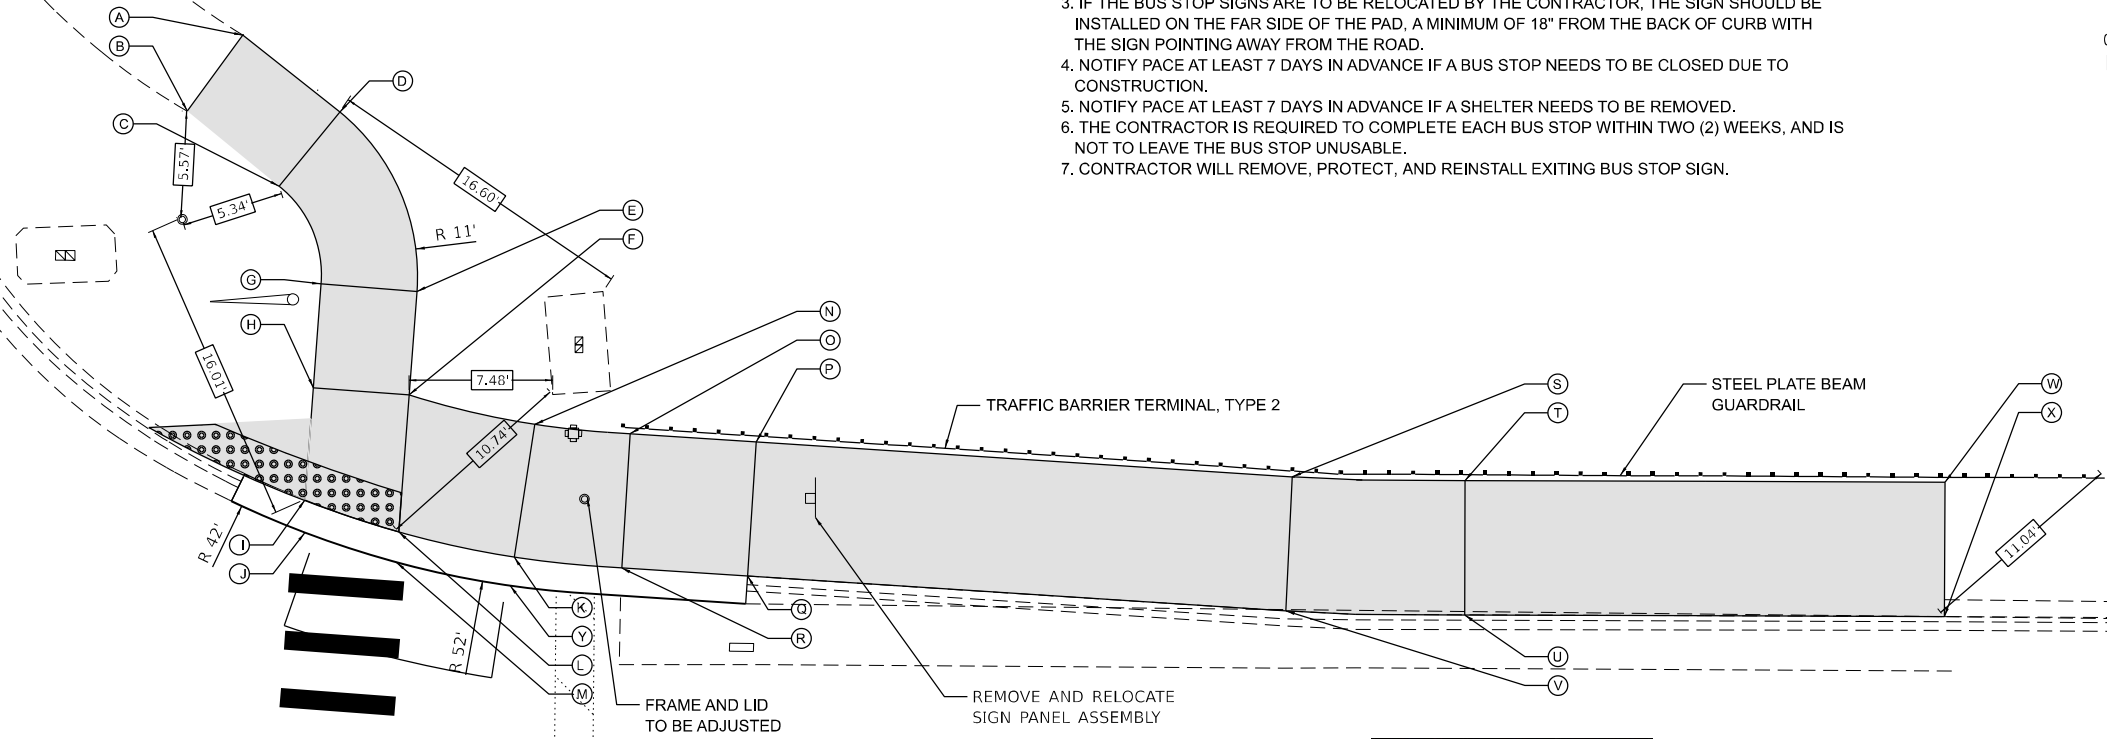 3. IF THE BUS STOP SIGNS ARE TO BE RELOCATED BY THE CONTRACTOR, THE SIGN SHOULD BE
INSTALLED ON THE FAR SIDE OF THE PAD, A MINIMUM OF 18" FROM THE BACK OF CURB WITH
THE SIGN POINTING AWAY FROM THE ROAD.
4. NOTIFY PACE AT LEAST 7 DAYS IN ADVANCE IF A BUS STOP NEEDS TO BE CLOSED DUE TO
CONSTRUCTION.
5. NOTIFY PACE AT LEAST 7 DAYS IN ADVANCE IF A SHELTER NEEDS TO BE REMOVED.
6. THE CONTRACTOR IS REQUIRED TO COMPLETE EACH BUS STOP WITHIN TWO (2) WEEKS, AND IS
NOT TO LEAVE THE BUS STOP UNUSABLE.
7. CONTRACTOR WILL REMOVE, PROTECT, AND REINSTALL EXITING BUS STOP SIGN.
A
B
C
D
5.57'
5.34'
16.60'
R 11'
E
F
G
H
16.01'
7.48'
10.74'
N
O
P
TRAFFIC BARRIER TERMINAL, TYPE 2
S
T
STEEL PLATE BEAM
GUARDRAIL
W
X
11.04'
R 42'
I
J
R 52'
K
Y
L
M
Q
R
U
V
FRAME AND LID
TO BE ADJUSTED
REMOVE AND RELOCATE
SIGN PANEL ASSEMBLY